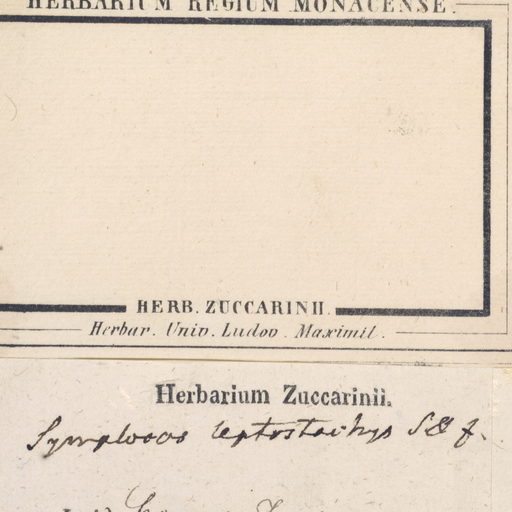 HERBARIUM REGIUM MONACENSE.
HERB. ZUCCARINII.
Herbar. Univ. Ludov. Maximil.
Herbarium Zuccarinii.
Symplocos leptostachys S & Z.